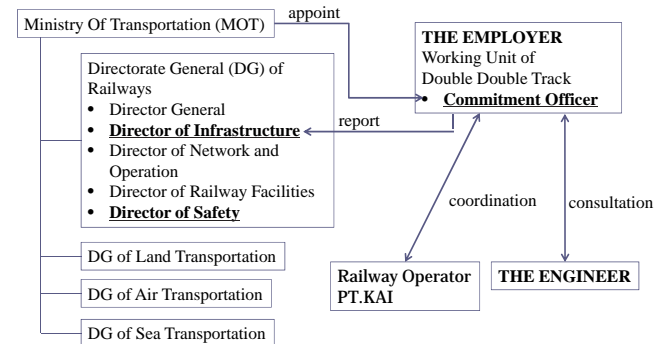 Ministry Of Transportation (MOT)
appoint
THE EMPLOYER
Working Unit of
Double Double Track
• Commitment Officer
Directorate General (DG) of
Railways
• Director General
• Director of Infrastructure
• Director of Network and
Operation
• Director of Railway Facilities
• Director of Safety
report
coordination
consultation
DG of Land Transportation
DG of Air Transportation
DG of Sea Transportation
Railway Operator
PT.KAI
THE ENGINEER